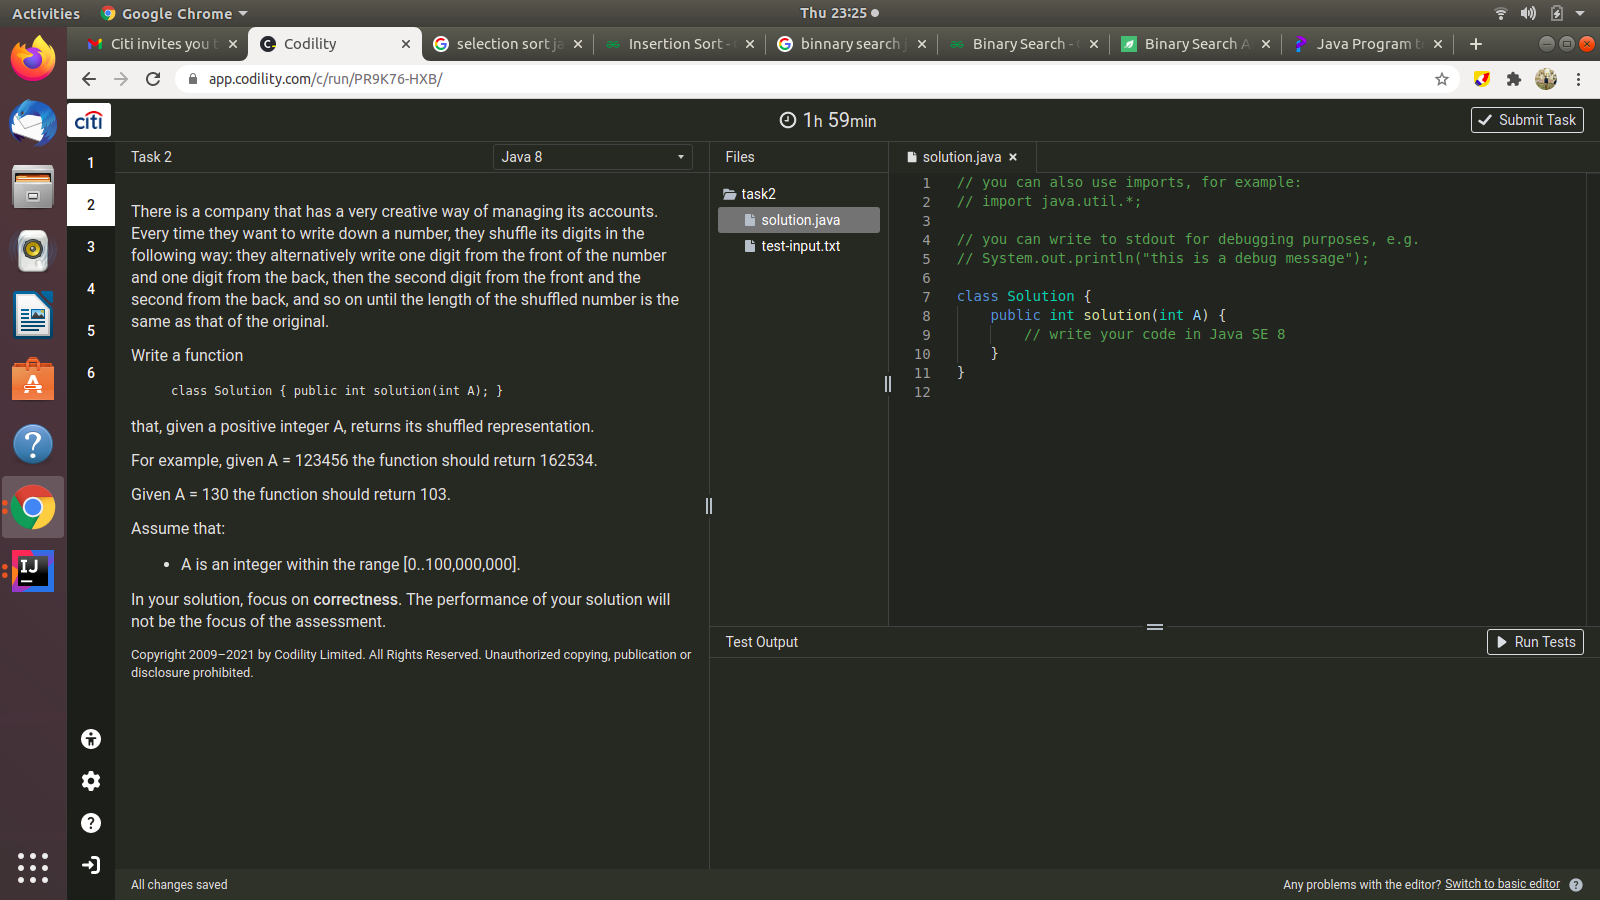 Activities
Google Chrome
Thu 23:25
Citi invites you t
Codility
selection sort ja
Insertion Sort -
binnary search j
Binary Search -
Binary Search A
Java Program t
app.codility.com/c/run/PR9K76-HXB/
citi
1h 59min
Submit Task
1
2
3
4
5
6
Task 2
Java 8
There is a company that has a very creative way of managing its accounts.
Every time they want to write down a number, they shuffle its digits in the
following way: they alternatively write one digit from the front of the number
and one digit from the back, then the second digit from the front and the
second from the back, and so on until the length of the shuffled number is the
same as that of the original.
Write a function
class Solution { public int solution(int A); }
that, given a positive integer A, returns its shuffled representation.
For example, given A = 123456 the function should return 162534.
Given A = 130 the function should return 103.
Assume that:
• A is an integer within the range [0..100,000,000].
In your solution, focus on correctness. The performance of your solution will
not be the focus of the assessment.
Copyright 2009–2021 by Codility Limited. All Rights Reserved. Unauthorized copying, publication or
disclosure prohibited.
All changes saved
Files
task2
solution.java
test-input.txt
solution.java
1 // you can also use imports, for example:
2 // import java.util.*;
3
4 // you can write to stdout for debugging purposes, e.g.
5 // System.out.println("this is a debug message");
6
7 class Solution {
8 public int solution(int A) {
9 // write your code in Java SE 8
10 }
11 }
12
Test Output
Run Tests
Any problems with the editor? Switch to basic editor
IJ